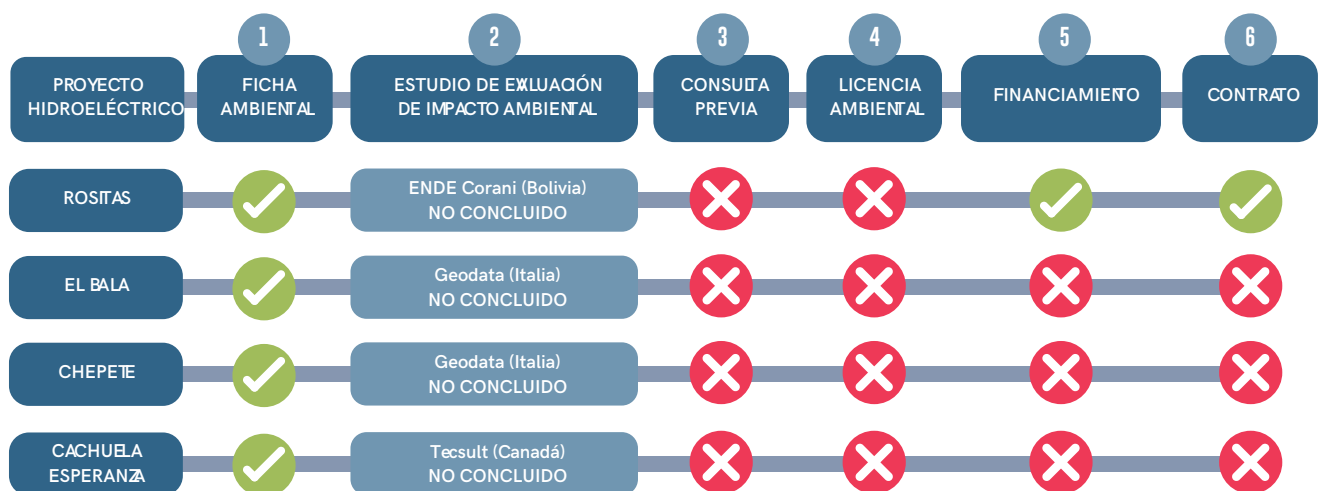 1
2
3
4
5
6
PROYECTO
HIDROELÉCTRICO
FICHA
AMBIENTAL
ESTUDIO DE EXALUACIÓN
DE IMPACTO AMBIENTAL
CONSULTA
PREVIA
LICENCIA
AMBIENTAL
FINANCIAMIENTO
CONTRATO
ROSITAS
ENDE Corani (Bolivia)
NO CONCLUIDO
EL BALA
Geodata (Italia)
NO CONCLUIDO
CHEPETE
Geodata (Italia)
NO CONCLUIDO
CACHUELA
ESPERANZA
Tecsult (Canadá)
NO CONCLUIDO